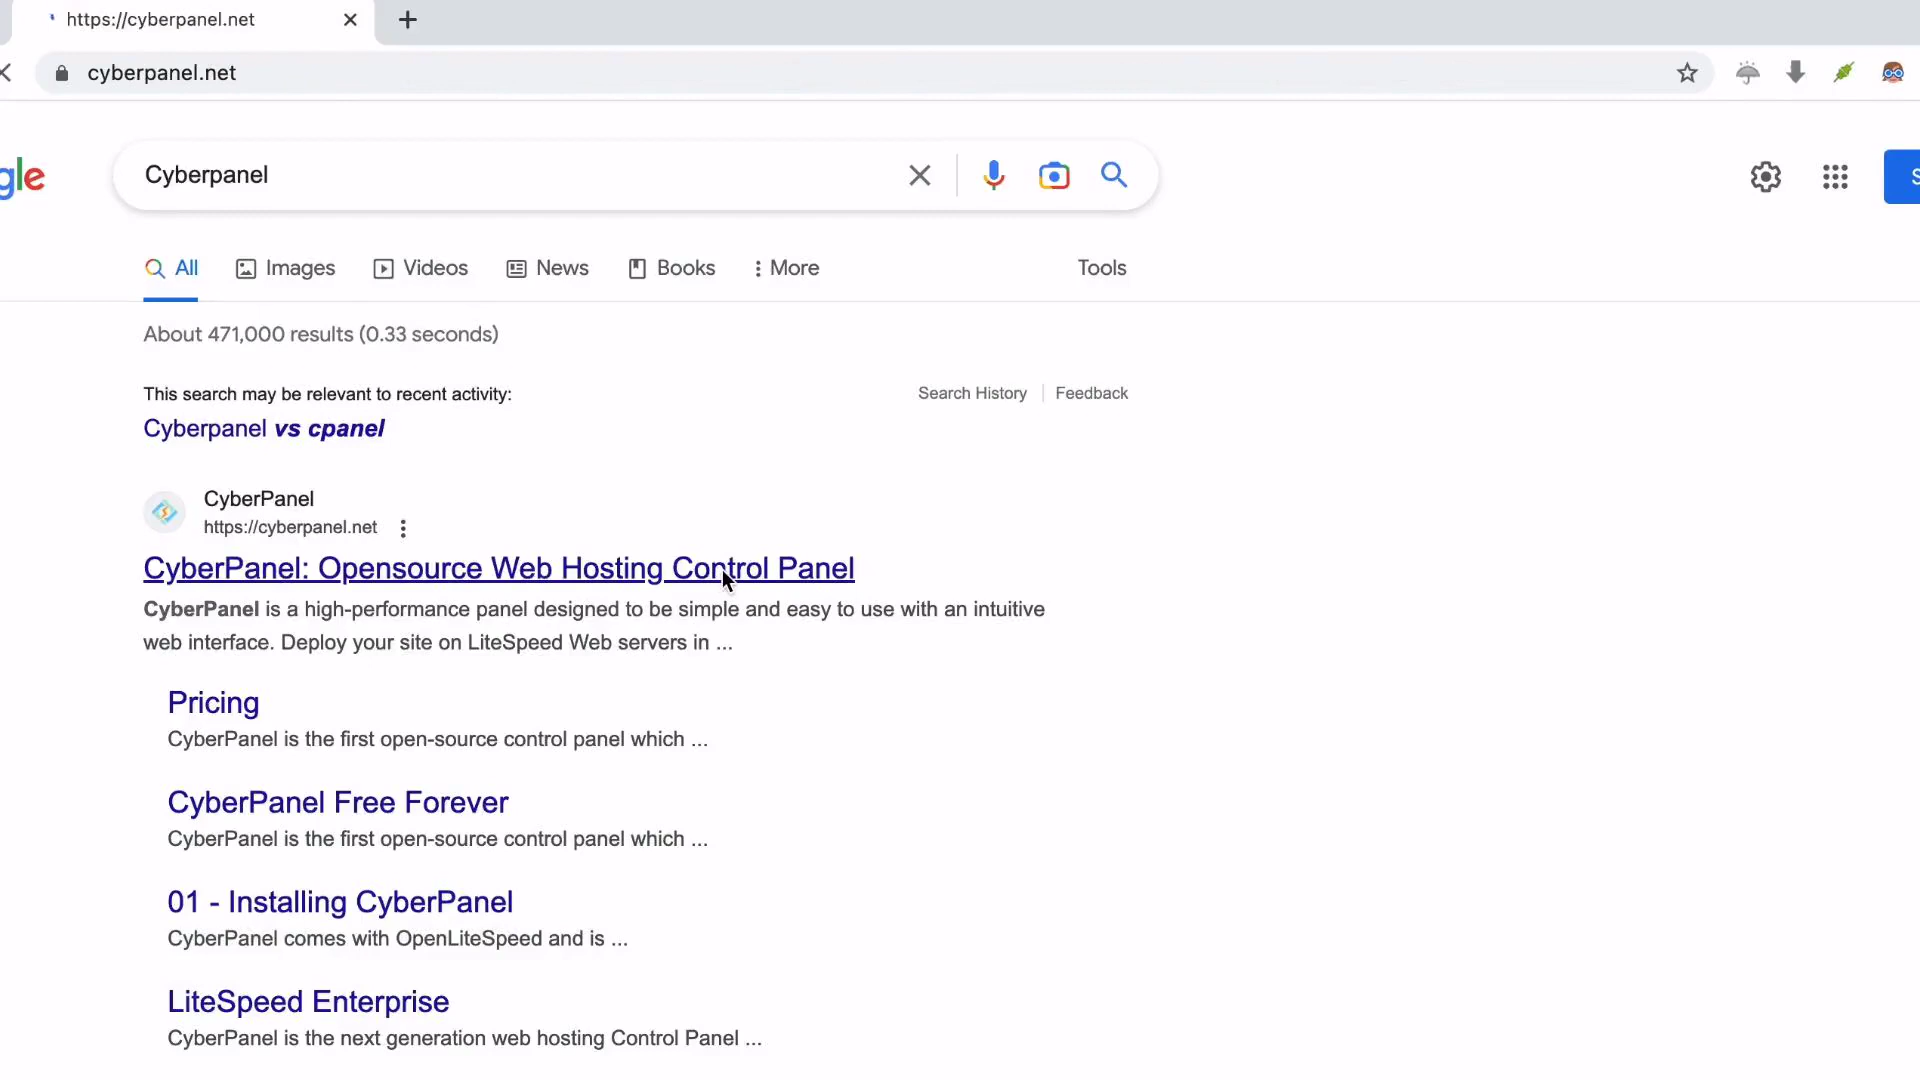 https://cyberpanel.net
cyberpanel.net
gle
Cyberpanel
All Images Videos News Books More Tools
About 471,000 results (0.33 seconds)
This search may be relevant to recent activity: Search History Feedback
Cyberpanel vs cpanel
CyberPanel
https://cyberpanel.net
CyberPanel: Opensource Web Hosting Control Panel
CyberPanel is a high-performance panel designed to be simple and easy to use with an intuitive
web interface. Deploy your site on LiteSpeed Web servers in ...
Pricing
CyberPanel is the first open-source control panel which ...
CyberPanel Free Forever
CyberPanel is the first open-source control panel which ...
01 - Installing CyberPanel
CyberPanel comes with OpenLiteSpeed and is ...
LiteSpeed Enterprise
CyberPanel is the next generation web hosting Control Panel ...